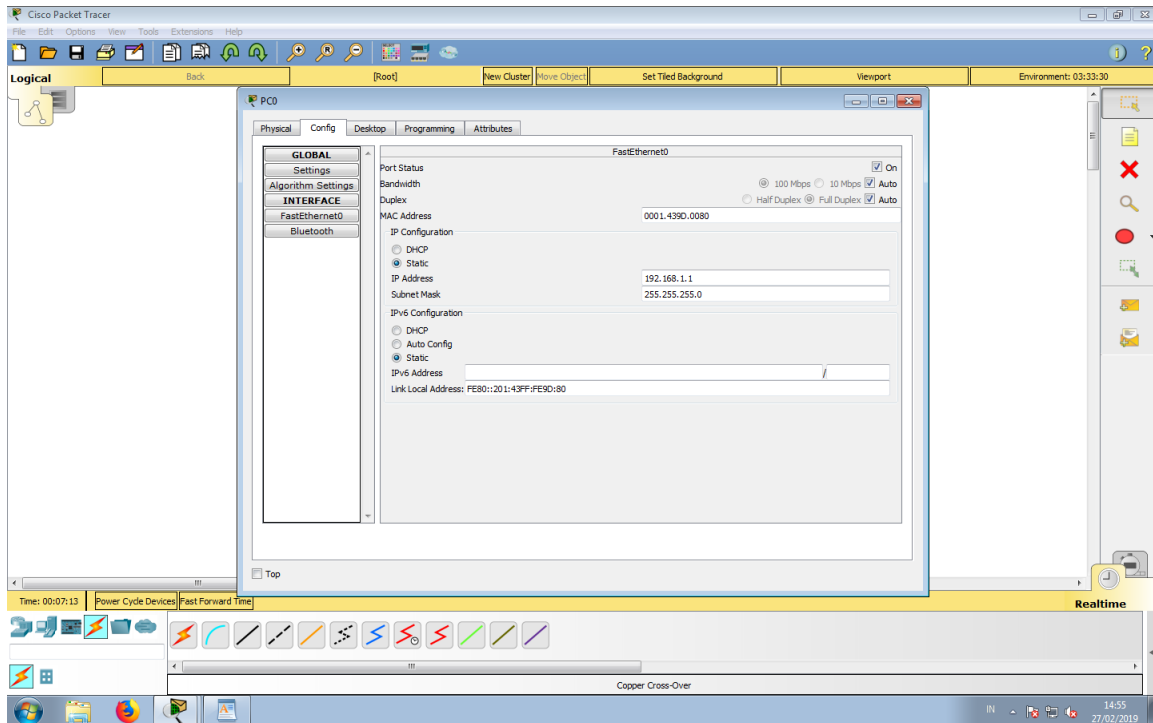 Cisco Packet Tracer
File Edit Options View Tools Extensions Help
Logical Back [Root] New Cluster Move Object Set Tiled Background Viewport Environment: 03:33:30
PC0
Physical Config Desktop Programming Attributes
GLOBAL
Settings
Algorithm Settings
INTERFACE
FastEthernet0
Bluetooth
FastEthernet0
Port Status On
Bandwidth 100 Mbps 10 Mbps Auto
Duplex Half Duplex Full Duplex Auto
MAC Address 0001.439D.0080
IP Configuration
DHCP
Static
IP Address 192.168.1.1
Subnet Mask 255.255.255.0
IPv6 Configuration
DHCP
Auto Config
Static
IPv6 Address /
Link Local Address: FE80::201:43FF:FE9D:80
Top
Time: 00:07:13 Power Cycle Devices Fast Forward Time Realtime
Copper Cross-Over
IN 14:55
27/02/2019